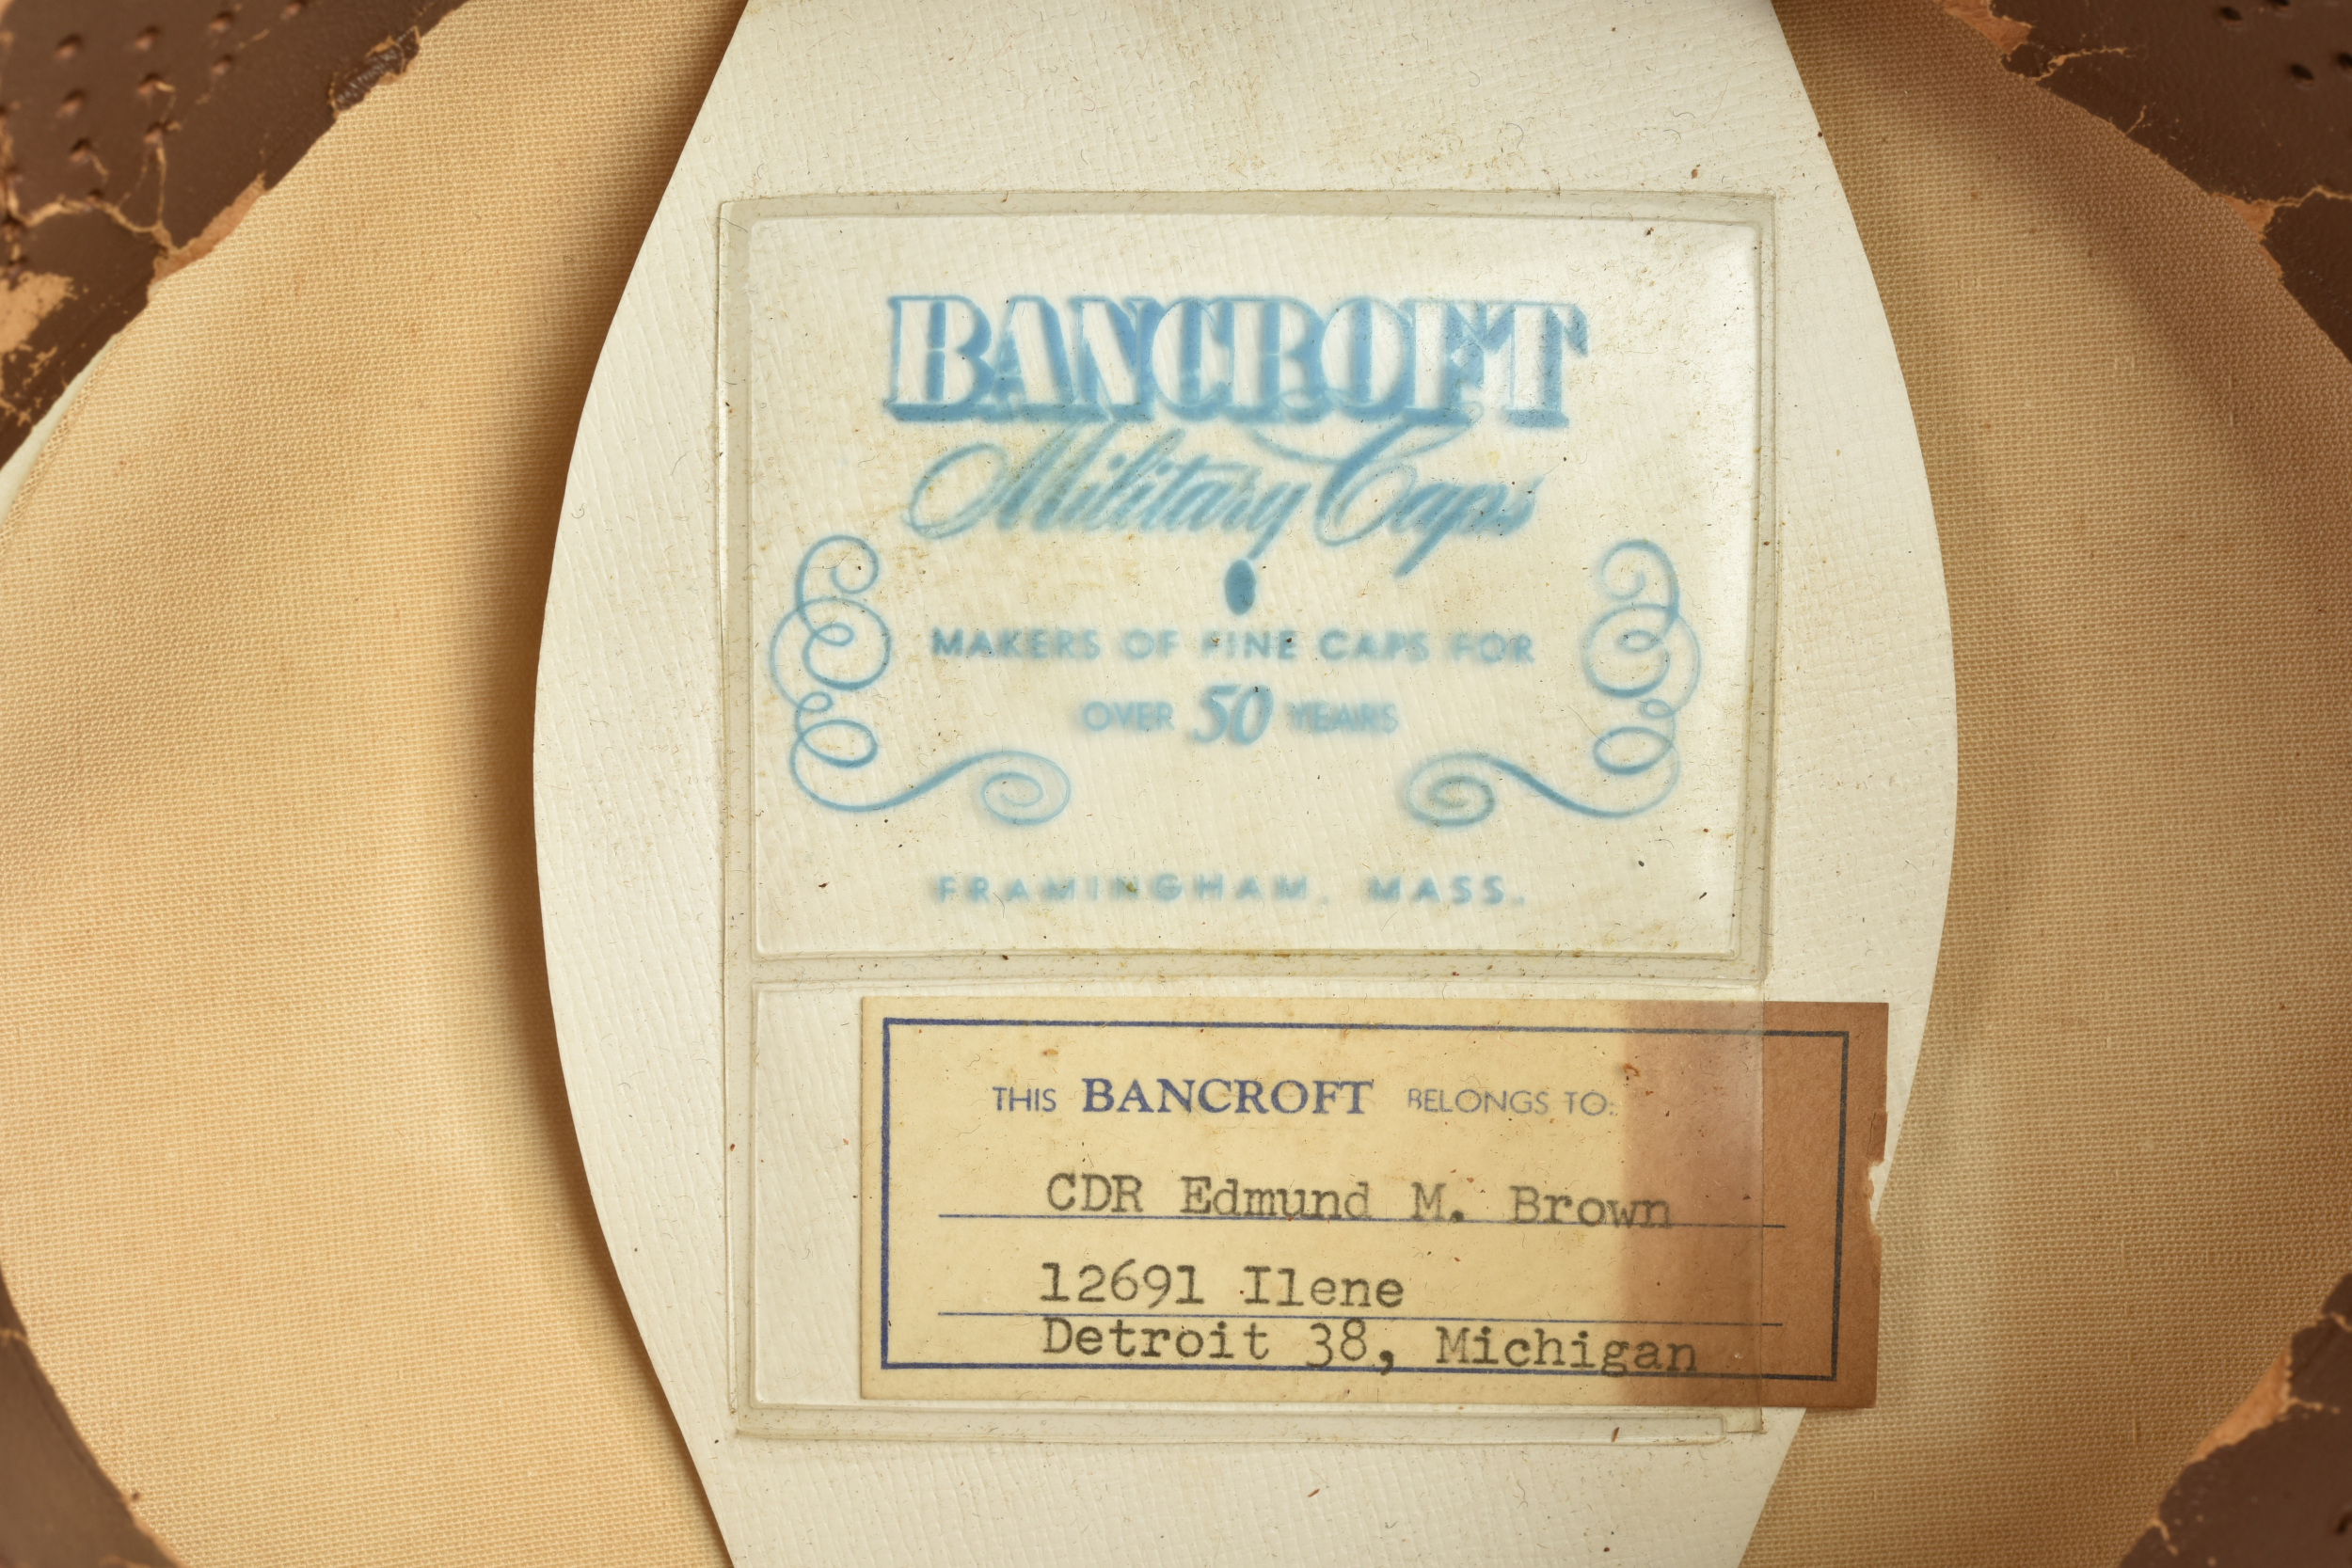 BANCROFT
Military Caps
MAKERS OF FINE CAPS FOR
OVER 50 YEARS
FRAMINGHAM, MASS.
THIS BANCROFT BELONGS TO:
CDR Edmund M. Brown
12691 Ilene
Detroit 38, Michigan